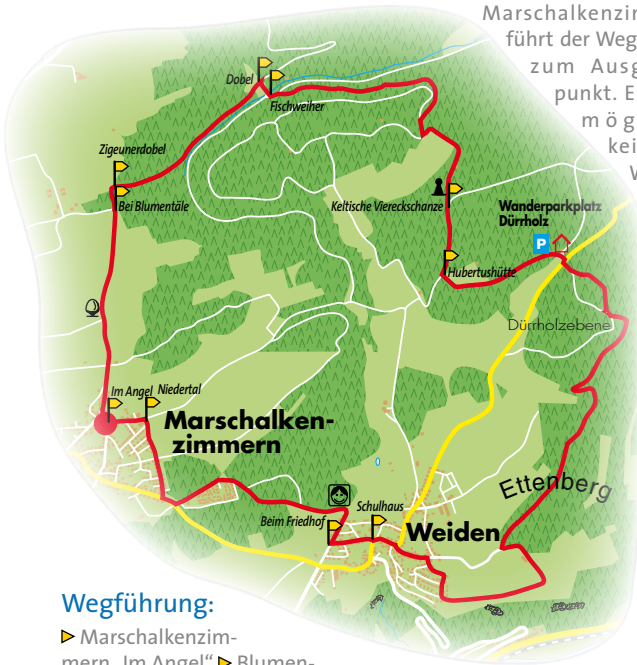 Marschalkenzim
führt der Weg
zum Ausg
punkt. E
mög
kei
W
Dobel
Fischweiher
Zigeunerdobel
Bei Blumentäle
Keltische Viereckschanze
Wanderparkplatz
Dürrholz
P
Hubertushütte
Dürrholzebene
Im Angel Niedertal
Marschalken-
zimmern
Ettenberg
Schulhaus
Beim Friedhof
Weiden
Wegführung:
Marschalkenzim-
mern „Im Angel“ Blumen-